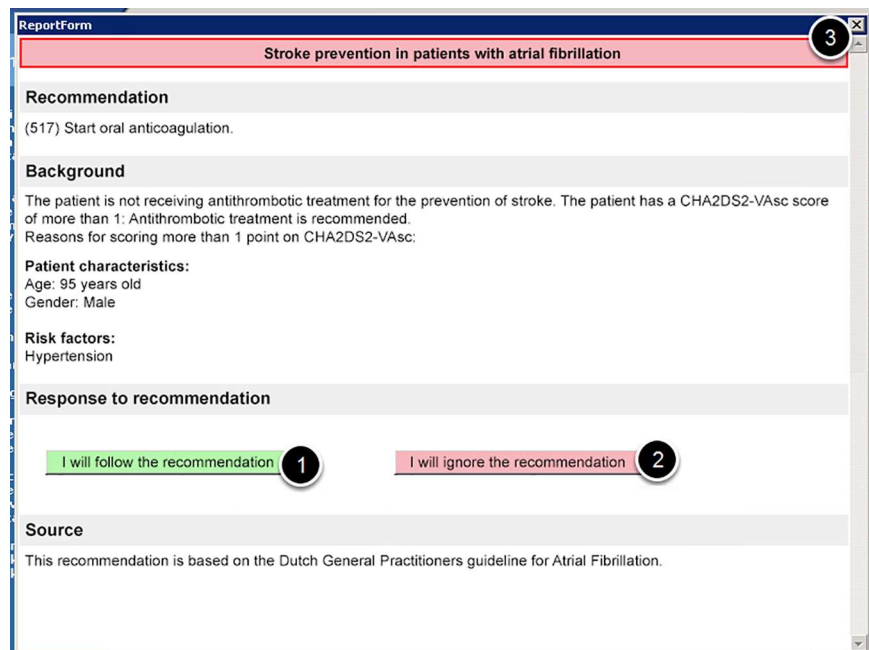 ReportForm
3
Stroke prevention in patients with atrial fibrillation
Recommendation
(517) Start oral anticoagulation.
Background
The patient is not receiving antithrombotic treatment for the prevention of stroke. The patient has a CHA2DS2-VAsc score
of more than 1: Antithrombotic treatment is recommended.
Reasons for scoring more than 1 point on CHA2DS2-VAsc:
Patient characteristics:
Age: 95 years old
Gender: Male
Risk factors:
Hypertension
Response to recommendation
I will follow the recommendation 1
I will ignore the recommendation 2
Source
This recommendation is based on the Dutch General Practitioners guideline for Atrial Fibrillation.